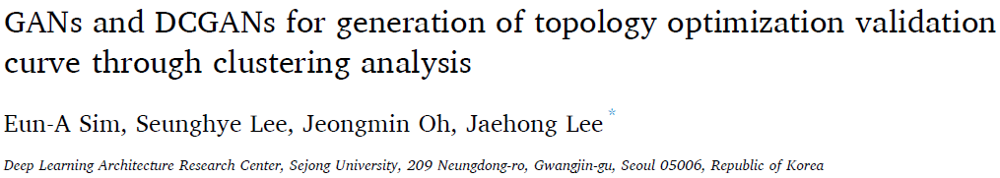 GANs and DCGANs for generation of topology optimization validation
curve through clustering analysis
Eun-A Sim, Seunghye Lee, Jeongmin Oh, Jaehong Lee *
Deep Learning Architecture Research Center, Sejong University, 209 Neungdong-ro, Gwangjin-gu, Seoul 05006, Republic of Korea